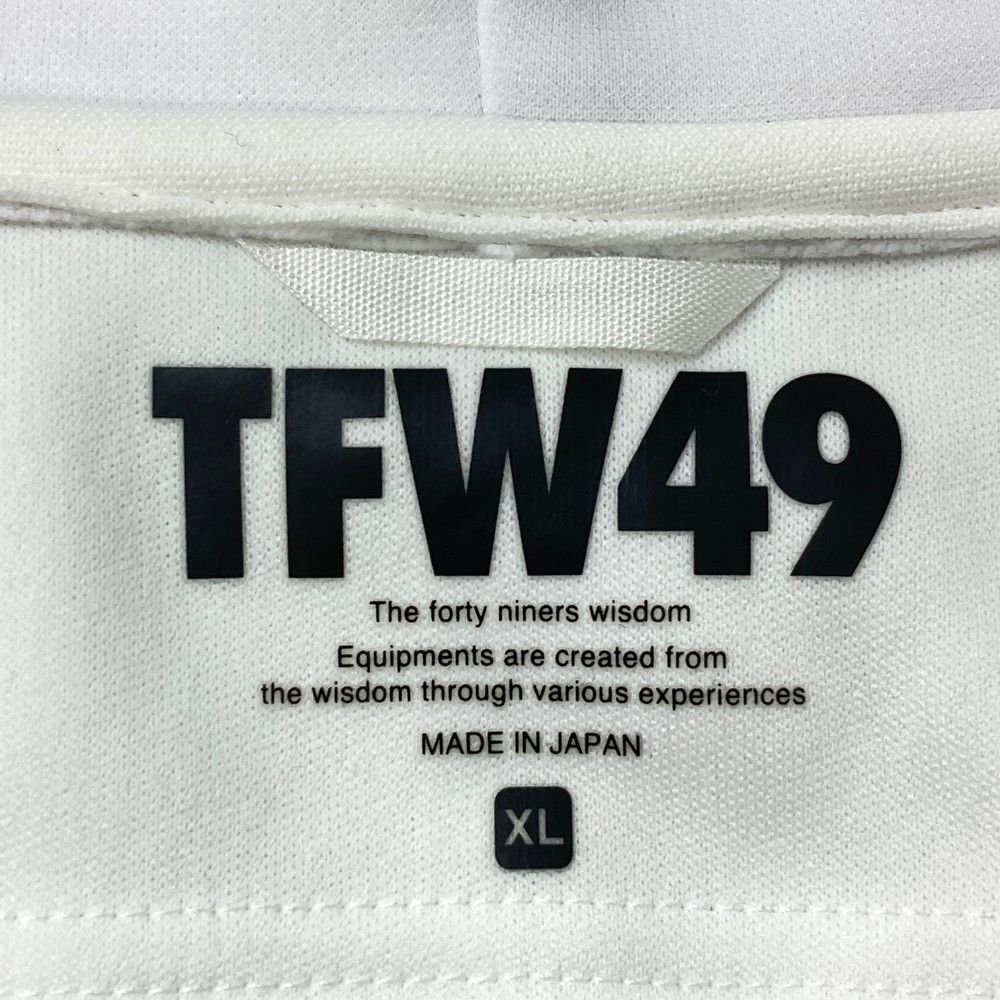 TFW49
The forty niners wisdom
Equipments are created from
the wisdom through various experiences
MADE IN JAPAN
XL